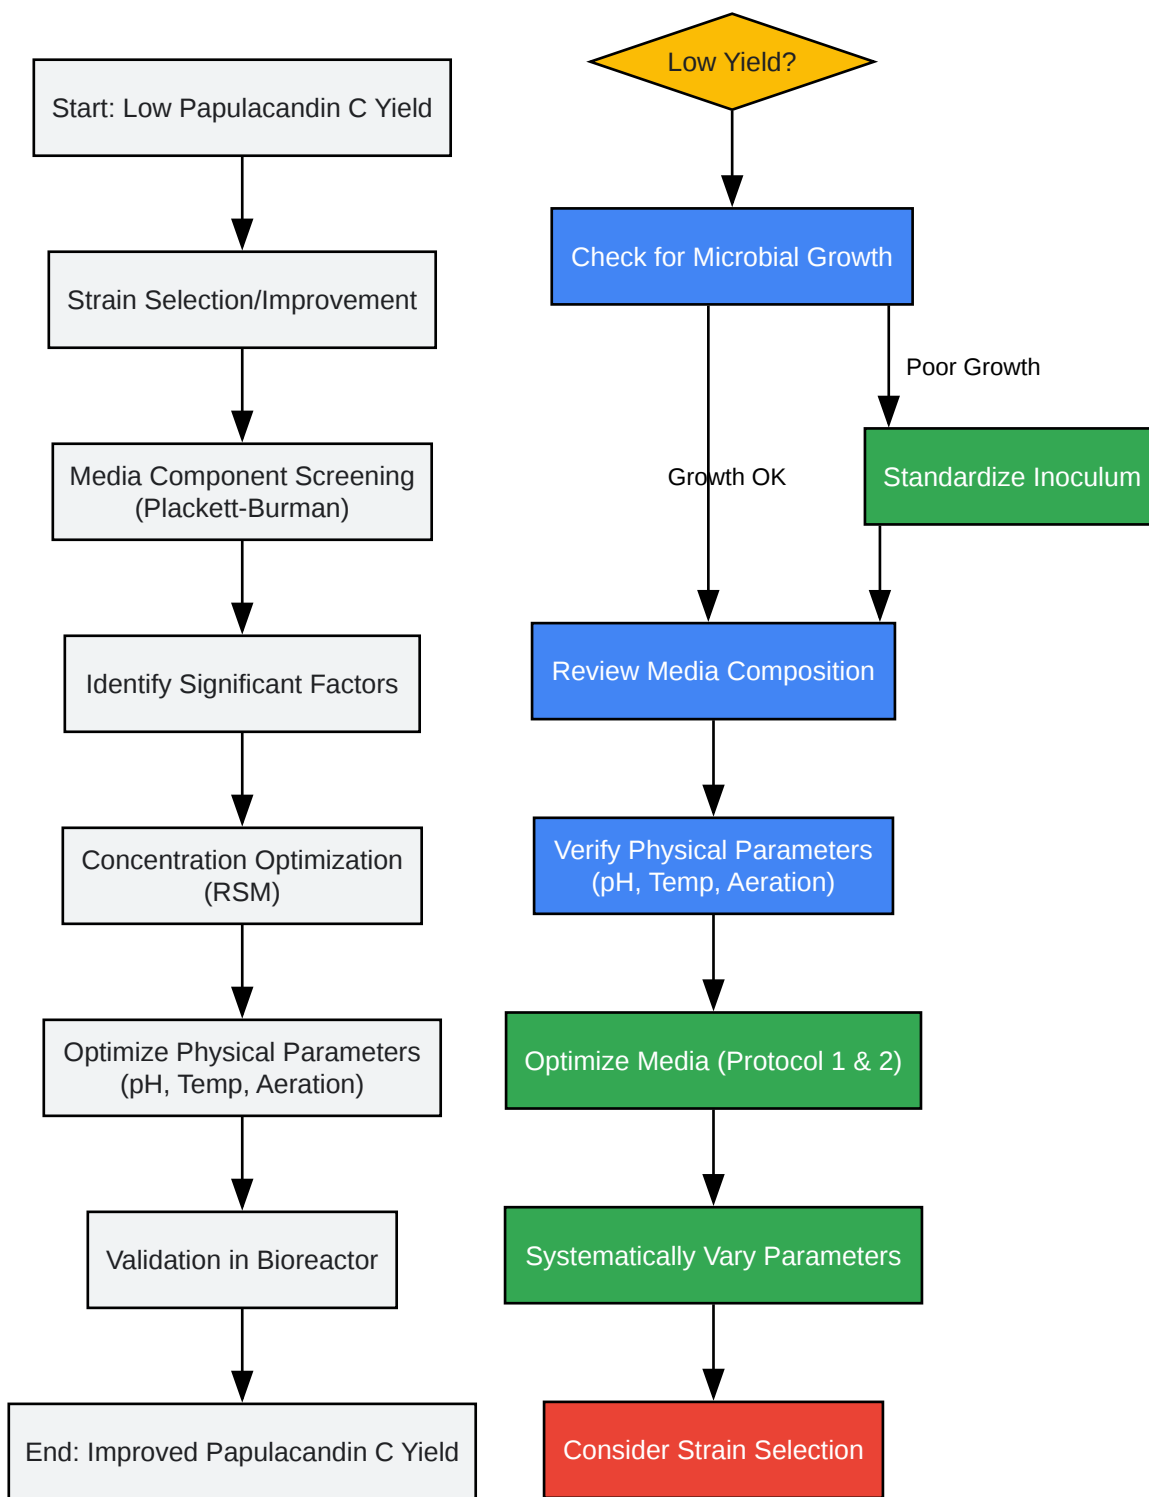 Start: Low Papulacandin C Yield
Strain Selection/Improvement
Media Component Screening
(Plackett-Burman)
Identify Significant Factors
Concentration Optimization
(RSM)
Optimize Physical Parameters
(pH, Temp, Aeration)
Validation in Bioreactor
End: Improved Papulacandin C Yield
Low Yield?
Check for Microbial Growth
Poor Growth
Growth OK
Standardize Inoculum
Review Media Composition
Verify Physical Parameters
(pH, Temp, Aeration)
Optimize Media (Protocol 1 & 2)
Systematically Vary Parameters
Consider Strain Selection